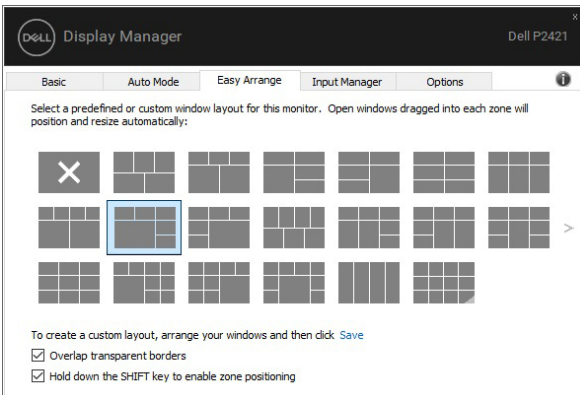 DELL Display Manager
x
Dell P2421
Basic Auto Mode Easy Arrange Input Manager Options
Select a predefined or custom window layout for this monitor. Open windows dragged into each zone will
position and resize automatically:
>
To create a custom layout, arrange your windows and then click Save
Overlap transparent borders
Hold down the SHIFT key to enable zone positioning